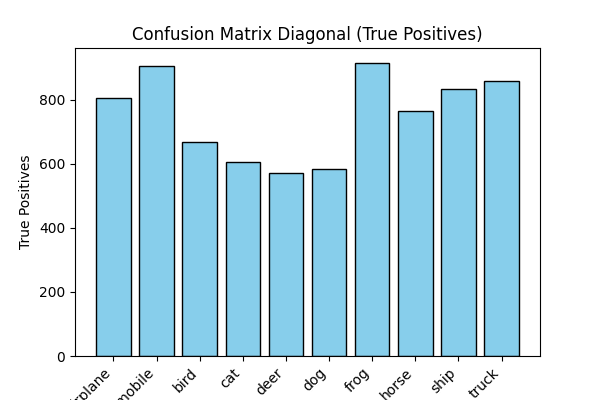 Confusion Matrix Diagonal (True Positives)
True Positives
800
600
400
200
0
rplane
mobile
bird
cat
deer
dog
frog
horse
ship
truck